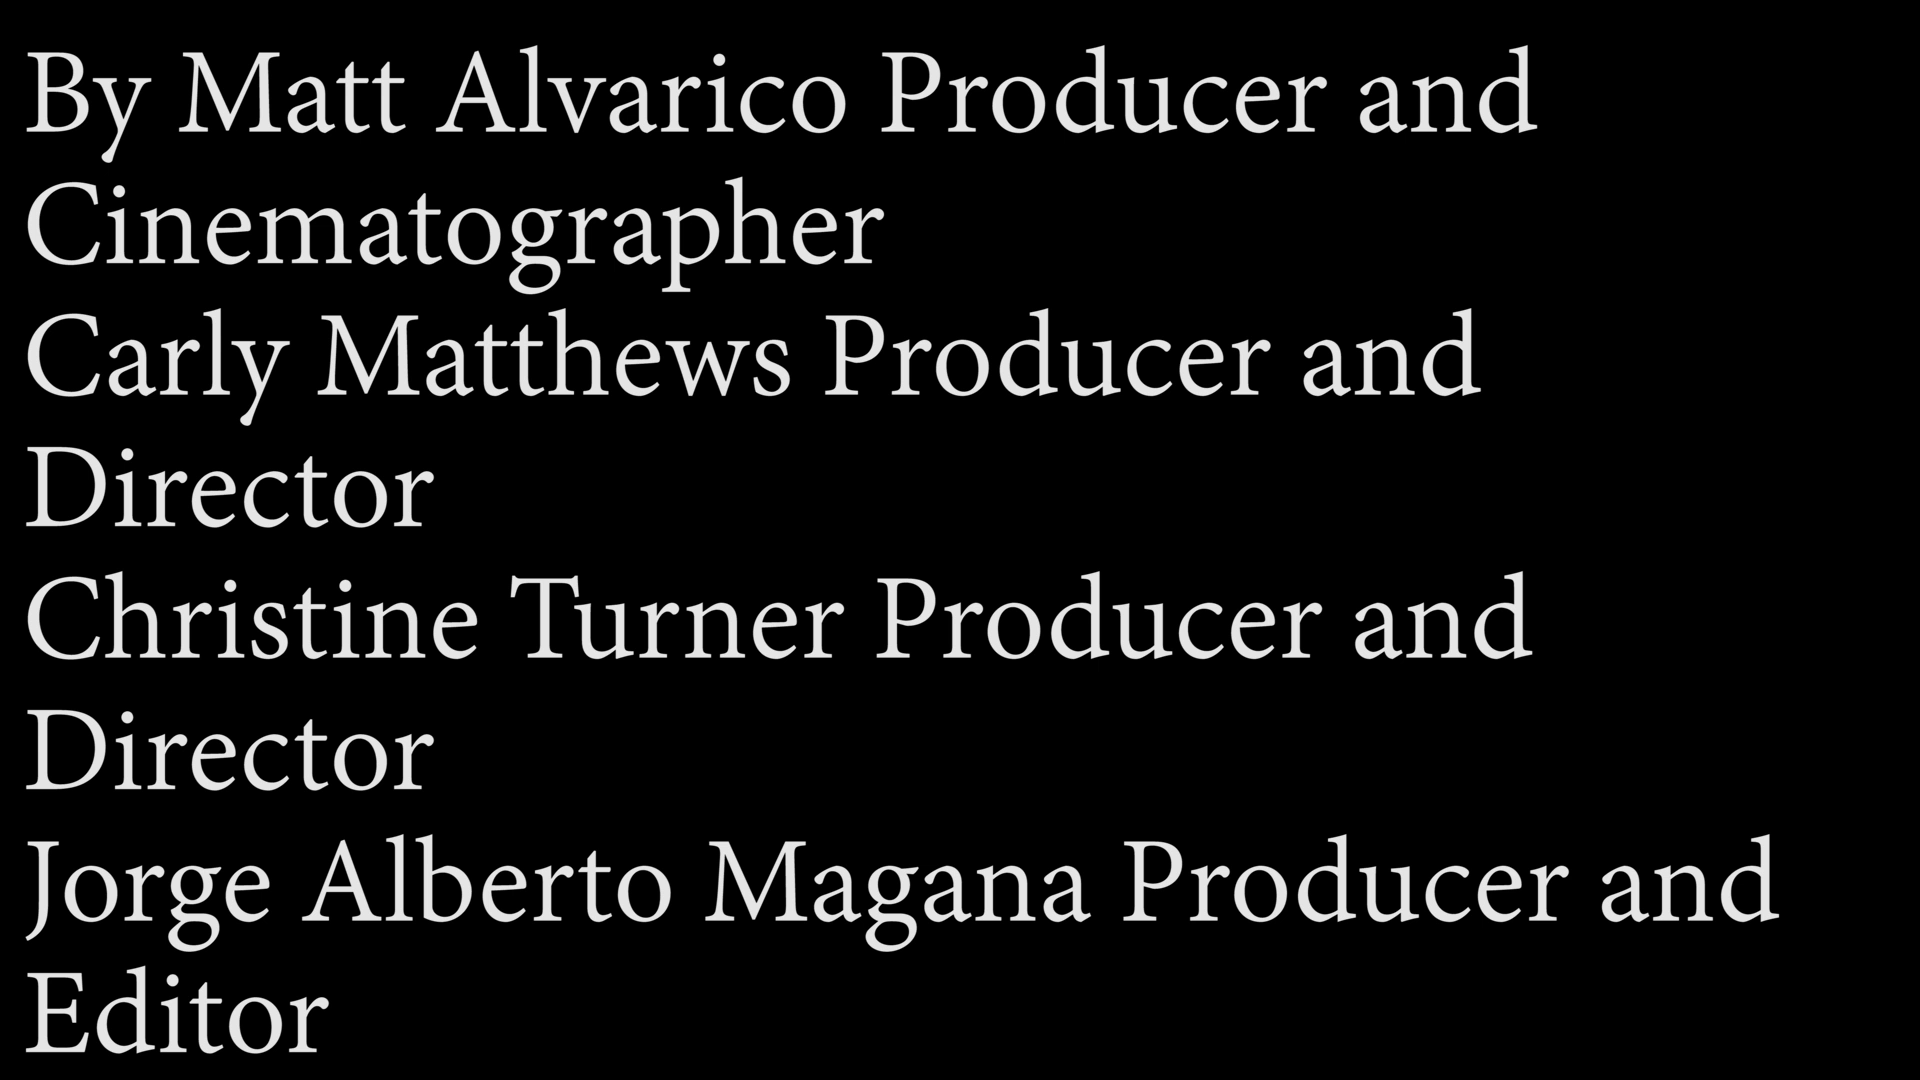 By Matt Alvarico Producer and
Cinematographer
Carly Matthews Producer and
Director
Christine Turner Producer and
Director
Jorge Alberto Magana Producer and
Editor